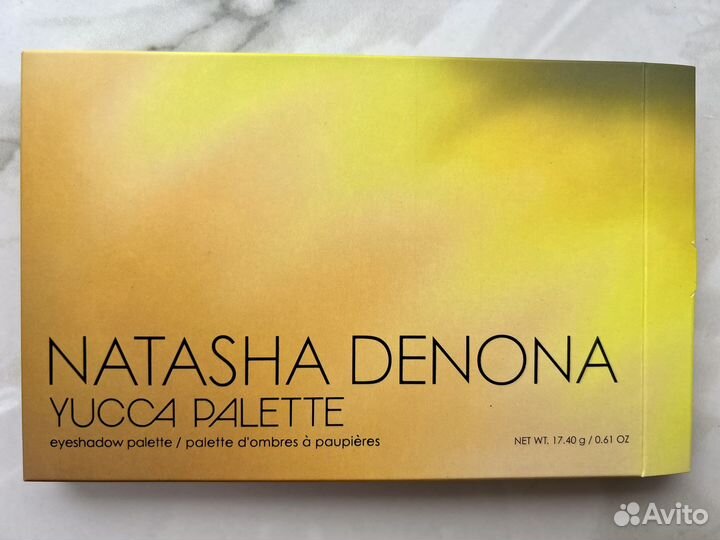 NATASHA DENONA
YUCCA PALETTE
eyeshadow palette / palette d'ombres à paupières
NET WT. 17.40 g / 0.61 OZ
Avito